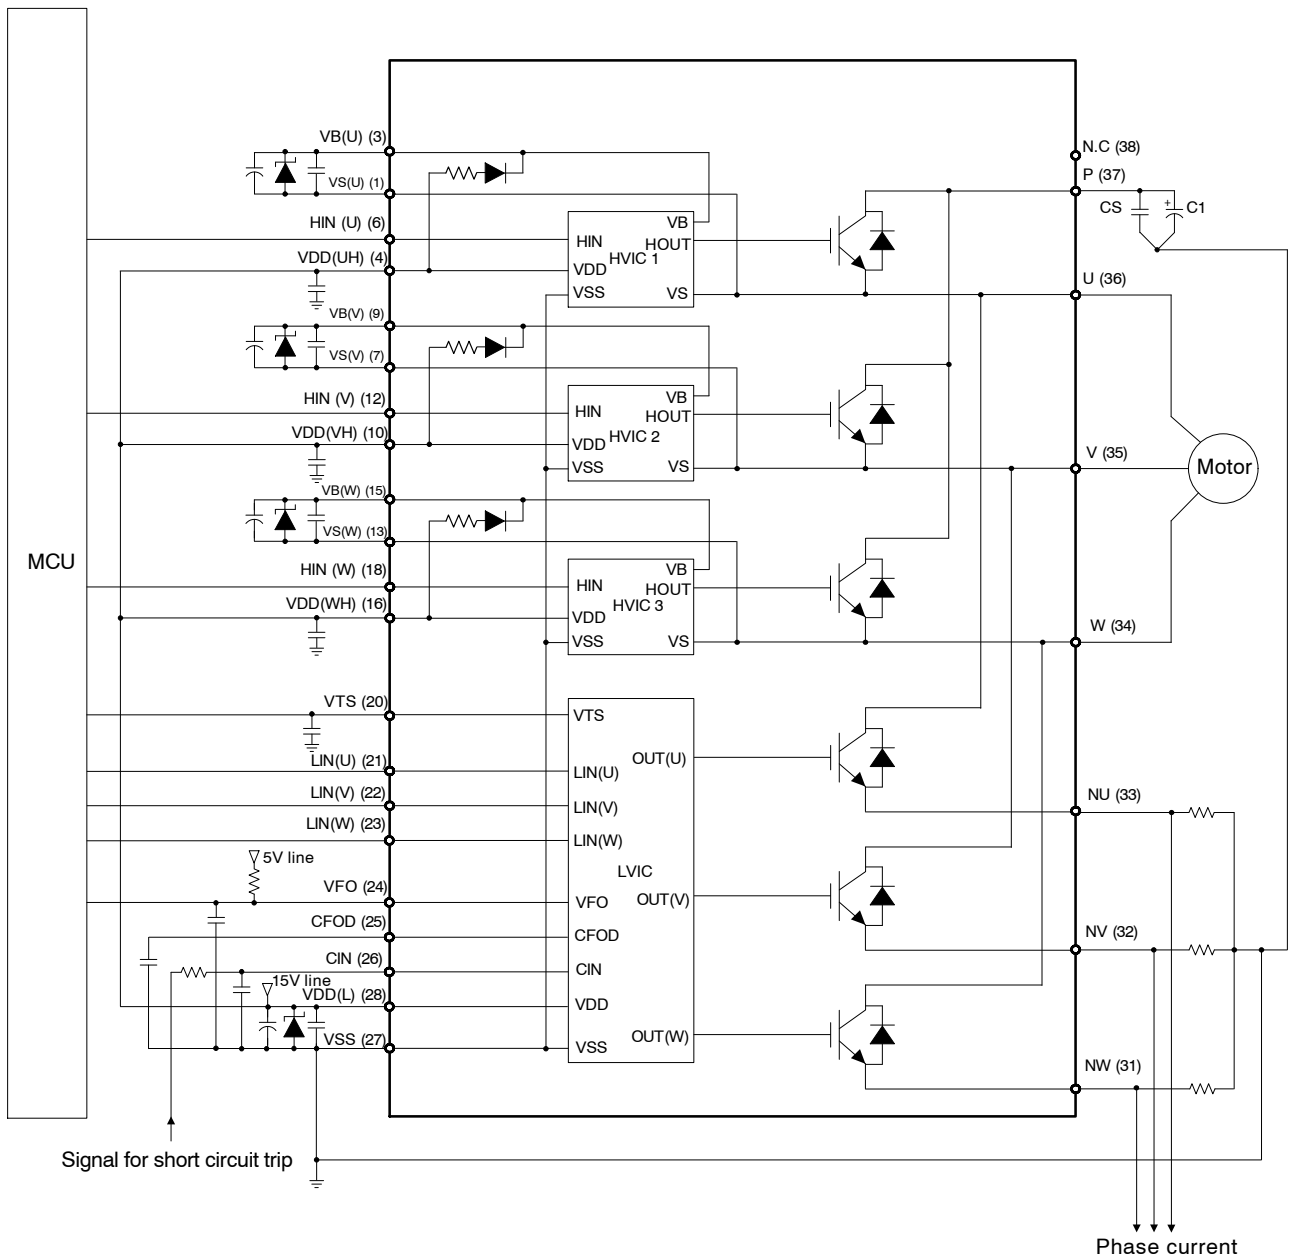 MCU
VB(U) (3)
VS(U) (1)
HIN (U) (6)
VDD(UH) (4)
VB(V) (9)
VS(V) (7)
HIN (V) (12)
VDD(VH) (10)
VB(W) (15)
VS(W) (13)
HIN (W) (18)
VDD(WH) (16)
VTS (20)
LIN(U) (21)
LIN(V) (22)
LIN(W) (23)
5V line
VFO (24)
CFOD (25)
CIN (26)
15V line
VDD(L) (28)
VSS (27)
Signal for short circuit trip
VB
HIN
HOUT
HVIC 1
VDD
VSS
VS
VB
HIN
HOUT
HVIC 2
VDD
VSS
VS
VB
HIN
HOUT
HVIC 3
VDD
VSS
VS
VTS
OUT(U)
LIN(U)
LIN(V)
LIN(W)
LVIC
VFO
OUT(V)
CFOD
CIN
VDD
OUT(W)
VSS
N.C (38)
P (37)
CS
+
C1
U (36)
V (35)
Motor
W (34)
NU (33)
NV (32)
NW (31)
Phase current